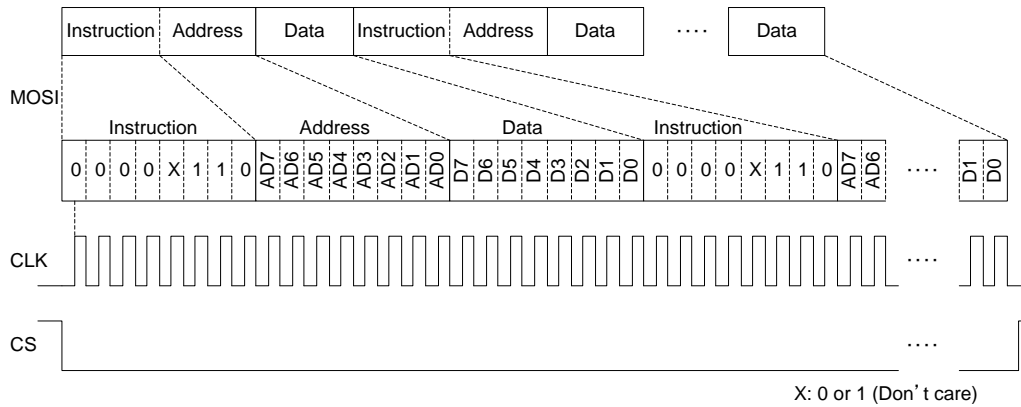 Instruction Address Data Instruction Address Data ···· Data
MOSI
Instruction Address Data Instruction
0 0 0 0 X 1 1 0 AD7 AD6 AD5 AD4 AD3 AD2 AD1 AD0 D7 D6 D5 D4 D3 D2 D1 D0 0 0 0 0 X 1 1 0 AD7 AD6 ···· D1 D0
CLK ····
CS ····
X: 0 or 1 (Don't care)